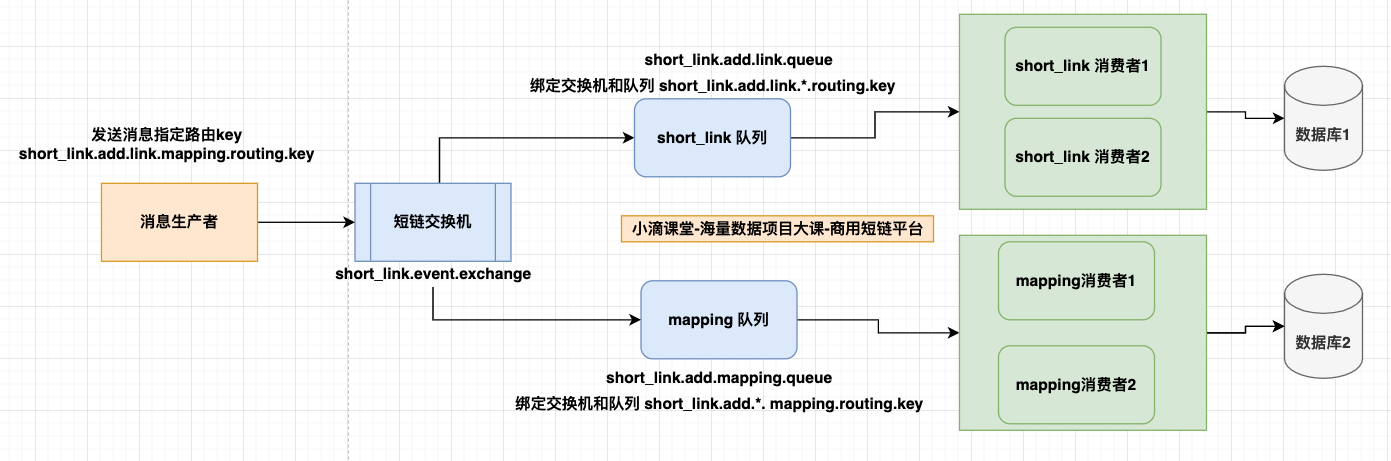 发送消息指定路由key
short_link.add.link.mapping.routing.key
消息生产者
短链交换机
short_link.event.exchange
short_link.add.link.queue
绑定交换机和队列 short_link.add.link.*.routing.key
short_link 队列
小滴课堂-海量数据项目大课-商用短链平台
mapping 队列
short_link.add.mapping.queue
绑定交换机和队列 short_link.add.*. mapping.routing.key
short_link 消费者1
short_link 消费者2
数据库1
mapping消费者1
mapping消费者2
数据库2